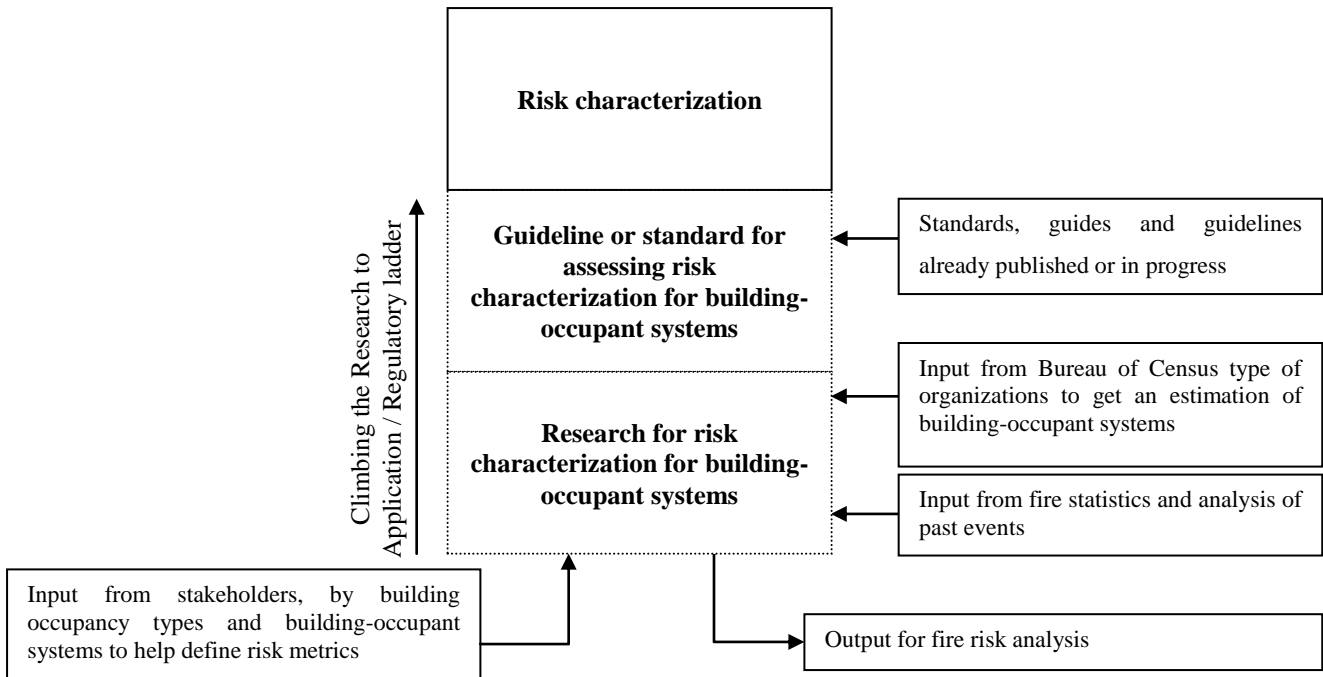 Risk characterization
Guideline or standard for
assessing risk
characterization for building-
occupant systems
Standards, guides and guidelines
already published or in progress
Climbing the Research to
Application / Regulatory ladder
Research for risk
characterization for building-
occupant systems
Input from Bureau of Census type of
organizations to get an estimation of
building-occupant systems
Input from fire statistics and analysis of
past events
Input from stakeholders, by building
occupancy types and building-occupant
systems to help define risk metrics
Output for fire risk analysis